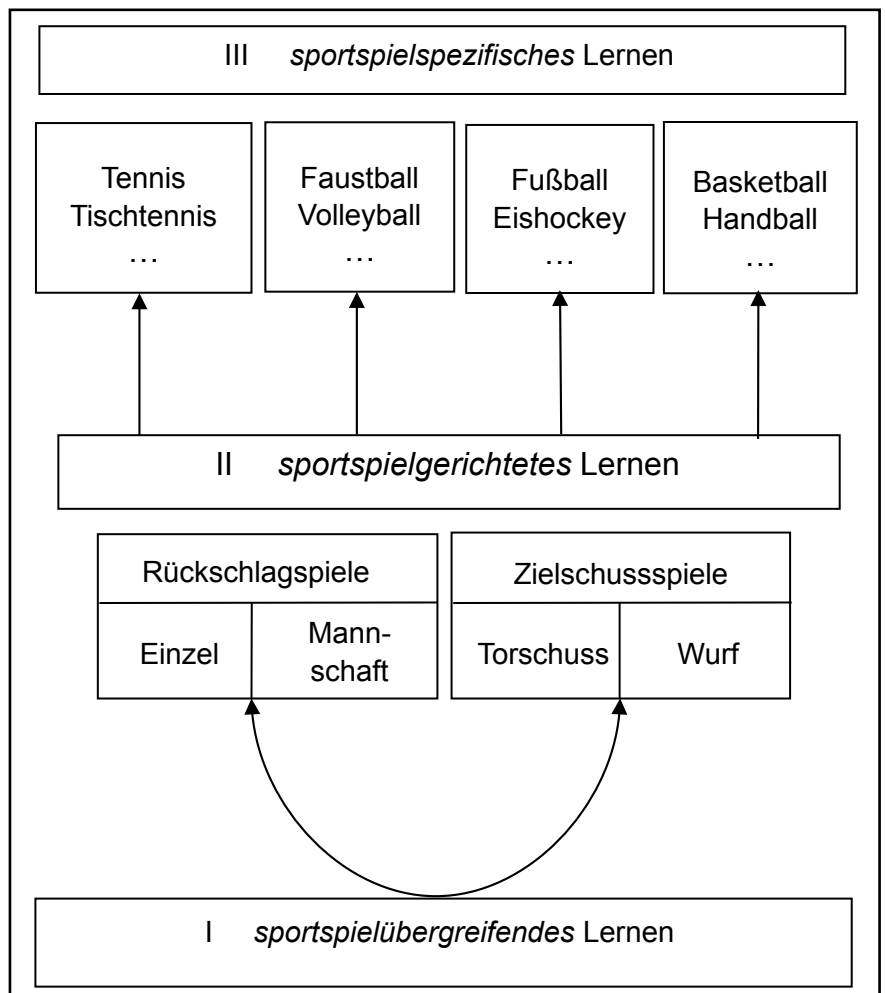 III sportspielspezifisches Lernen
Tennis
Tischtennis
…
Faustball
Volleyball
…
Fußball
Eishockey
…
Basketball
Handball
…
II sportspielgerichtetes Lernen
Rückschlagspiele
Einzel
Mann-
schaft
Zielschussspiele
Torschuss
Wurf
I sportspielübergreifendes Lernen